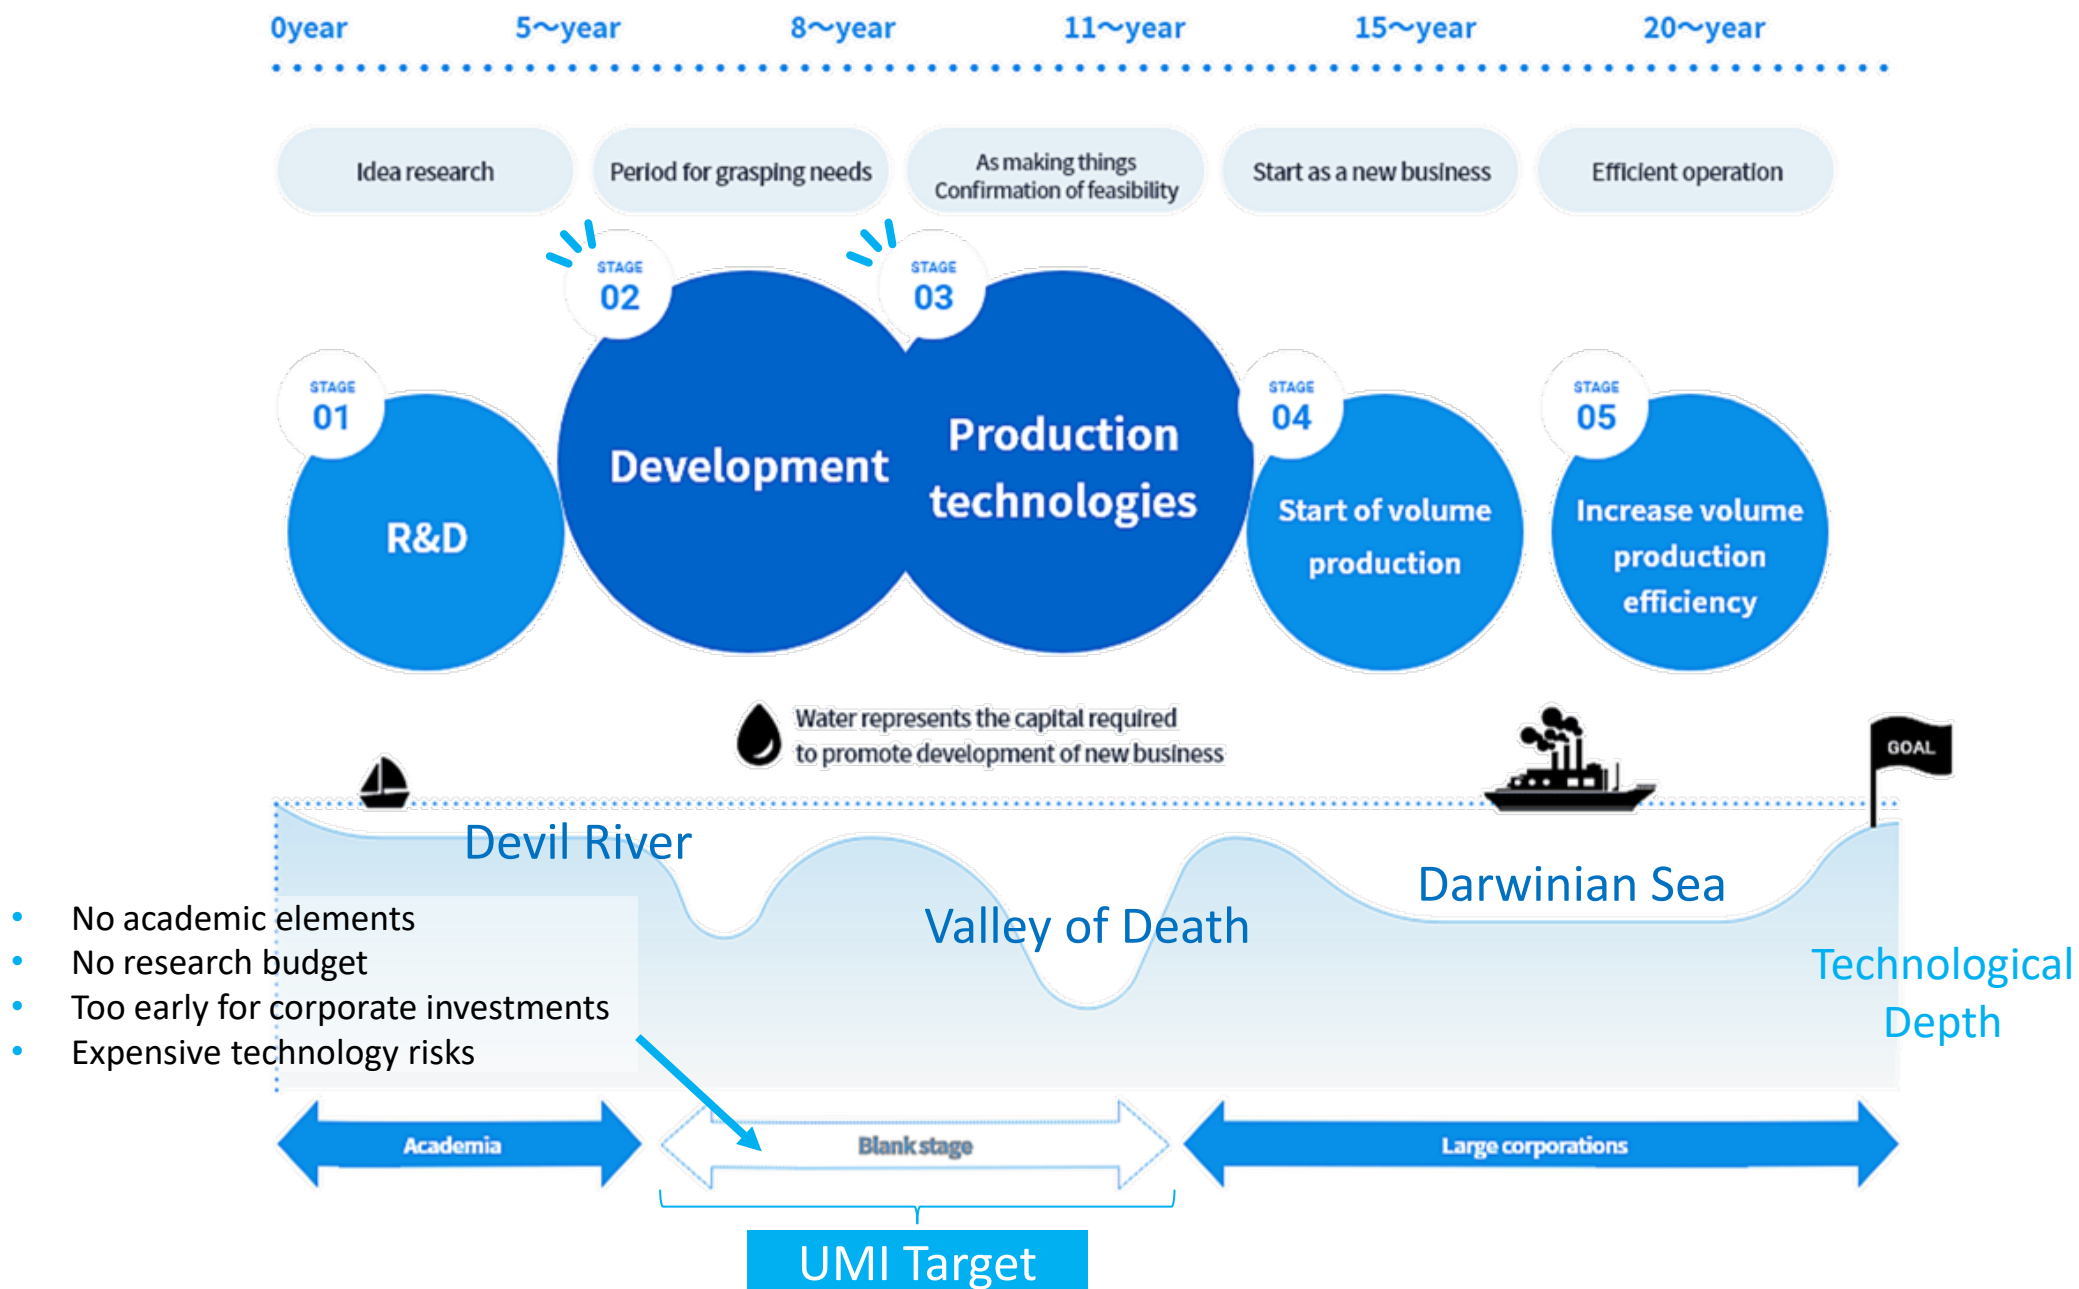 0year
5～year
8～year
11～year
15～year
20～year
Idea research
Period for grasping needs
As making things
Confirmation of feasibility
Start as a new business
Efficient operation
STAGE
01
R&D
STAGE
02
Development
STAGE
03
Production
technologies
STAGE
04
Start of volume
production
STAGE
05
Increase volume
production
efficiency
Water represents the capital required
to promote development of new business
GOAL
Devil River
Valley of Death
Darwinian Sea
Technological
Depth
• No academic elements
• No research budget
• Too early for corporate investments
• Expensive technology risks
Academia
Blank stage
Large corporations
UMI Target